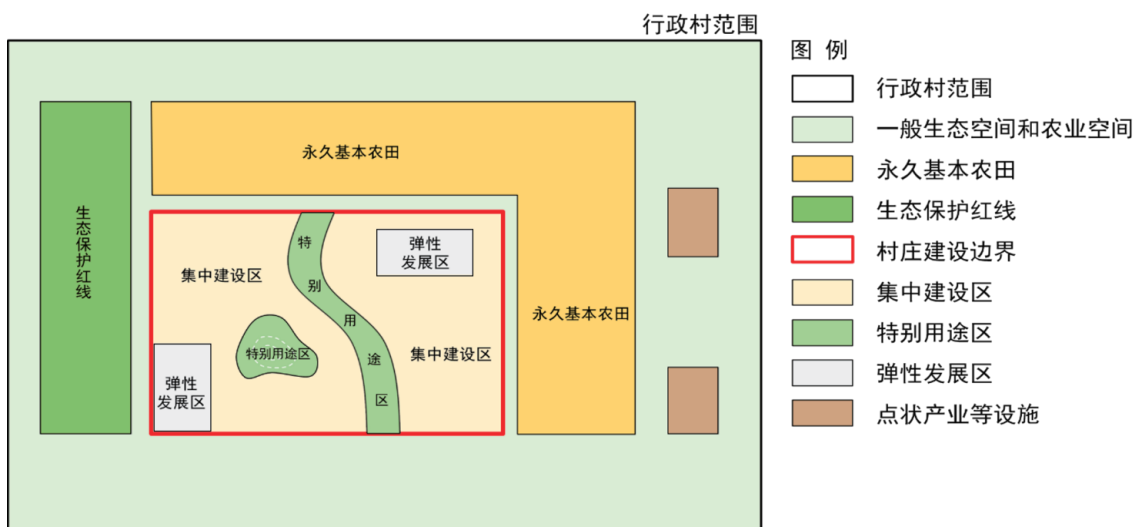 行政村范围
永久基本农田
生态保护红线
特别用途区
弹性
发展区
集中建设区
永久基本农田
特别用途区
集中建设区
弹性
发展区
图 例
行政村范围
一般生态空间和农业空间
永久基本农田
生态保护红线
村庄建设边界
集中建设区
特别用途区
弹性发展区
点状产业等设施